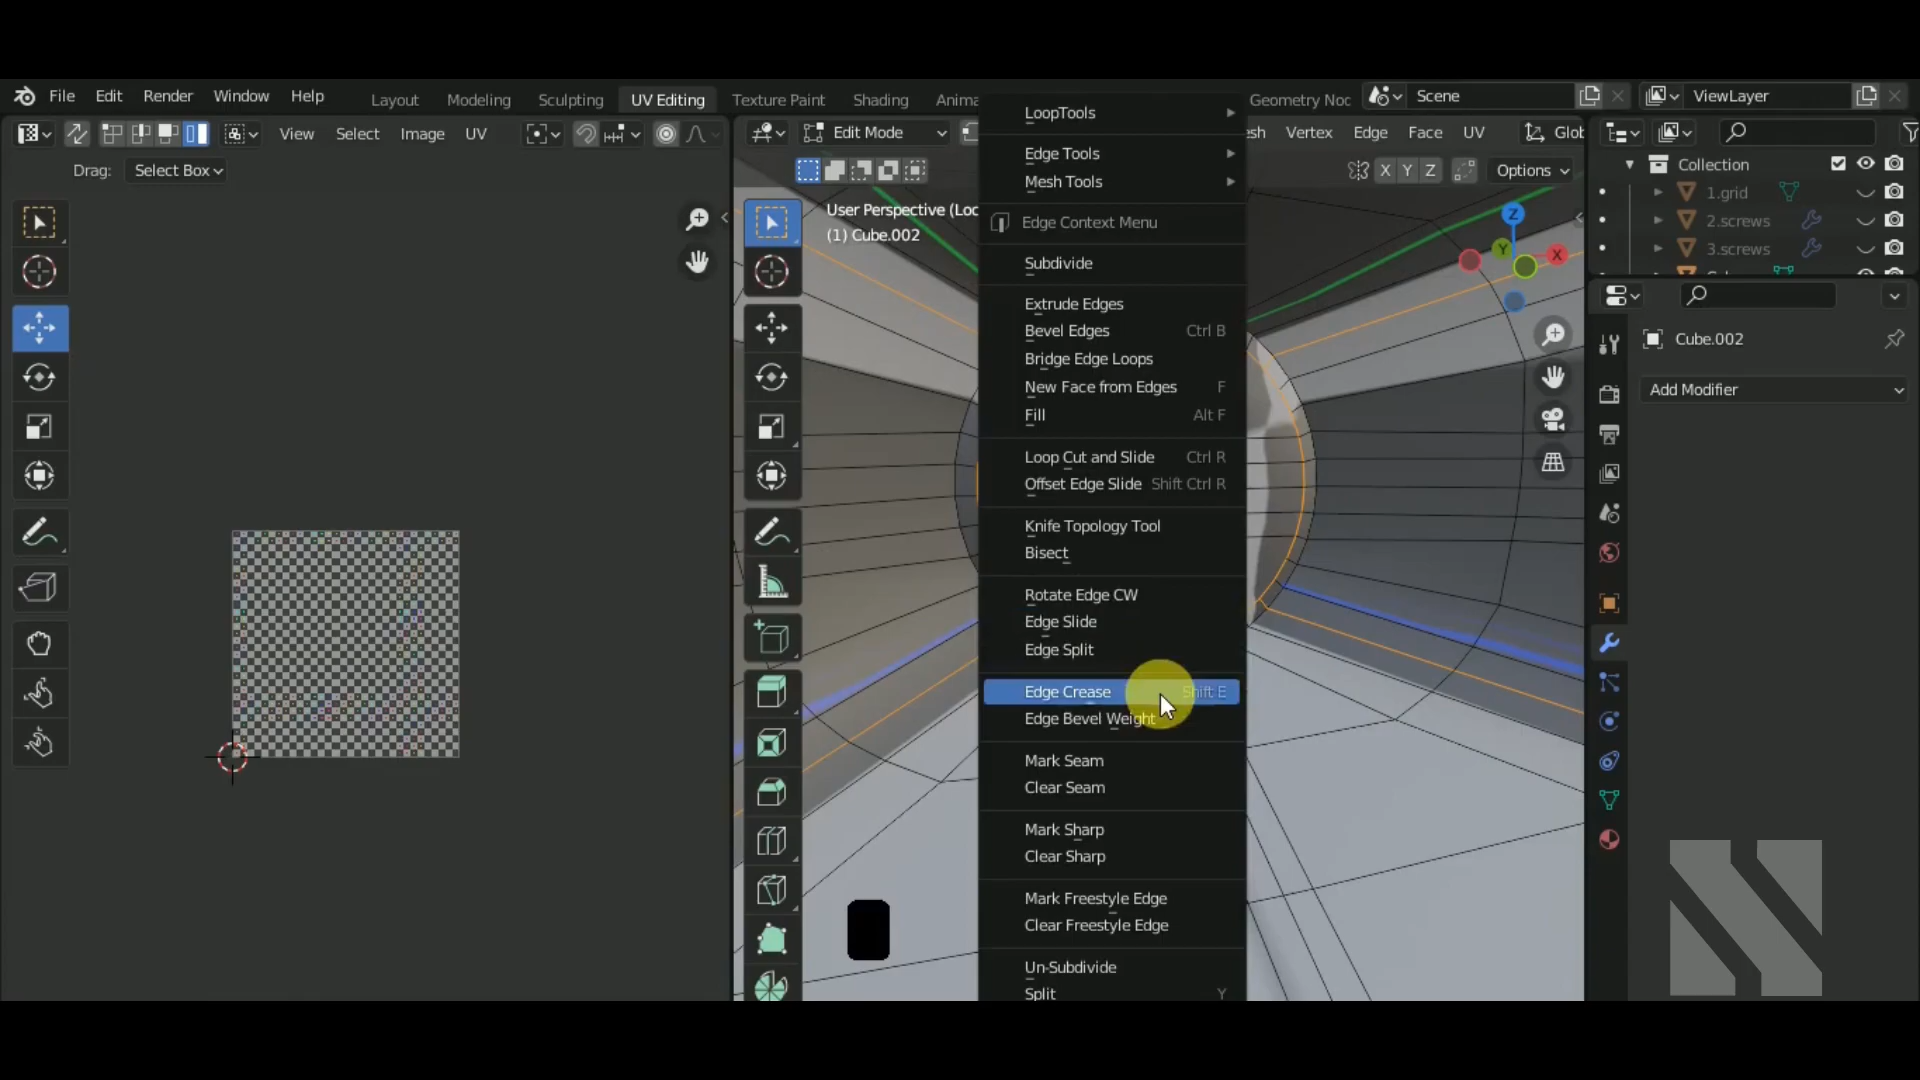 File Edit Render Window Help Layout Modeling Sculpting UV Editing Texture Paint Shading Anima Geometry Noc Scene ViewLayer
View Select Image UV Edit Mode esh Vertex Edge Face UV Glob
Drag: Select Box X Y Z Options
User Perspective (Loc
(1) Cube.002
LoopTools
Edge Tools
Mesh Tools
Edge Context Menu
Subdivide
Extrude Edges
Bevel Edges Ctrl B
Bridge Edge Loops
New Face from Edges F
Fill Alt F
Loop Cut and Slide Ctrl R
Offset Edge Slide Shift Ctrl R
Knife Topology Tool
Bisect
Rotate Edge CW
Edge Slide
Edge Split
Edge Crease Shift E
Edge Bevel Weight
Mark Seam
Clear Seam
Mark Sharp
Clear Sharp
Mark Freestyle Edge
Clear Freestyle Edge
Un-Subdivide
Split Y
Z
Y X
Collection
1.grid
2.screws
3.screws
Cube.002
Add Modifier